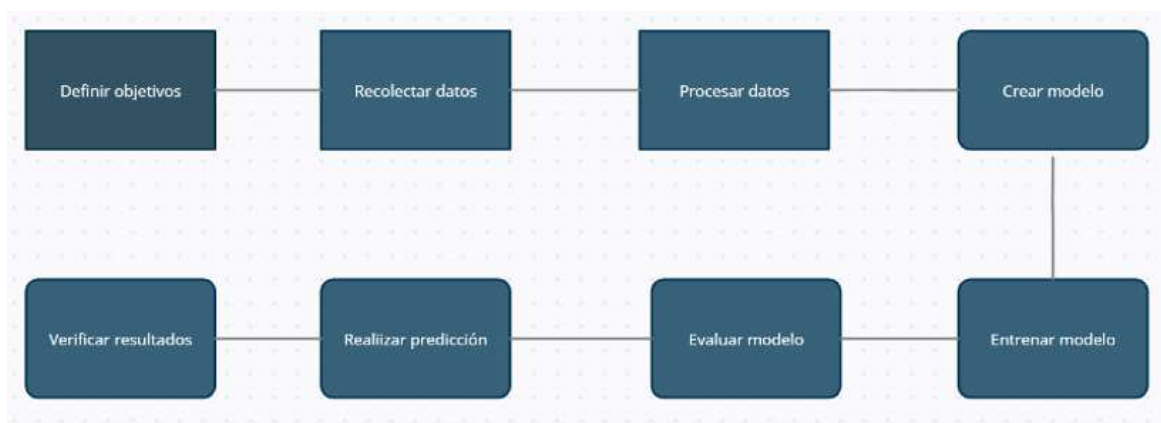 Definir objetivos
Recolectar datos
Procesar datos
Crear modelo
Entrenar modelo
Evaluar modelo
Realiizar predicción
Verificar resultados